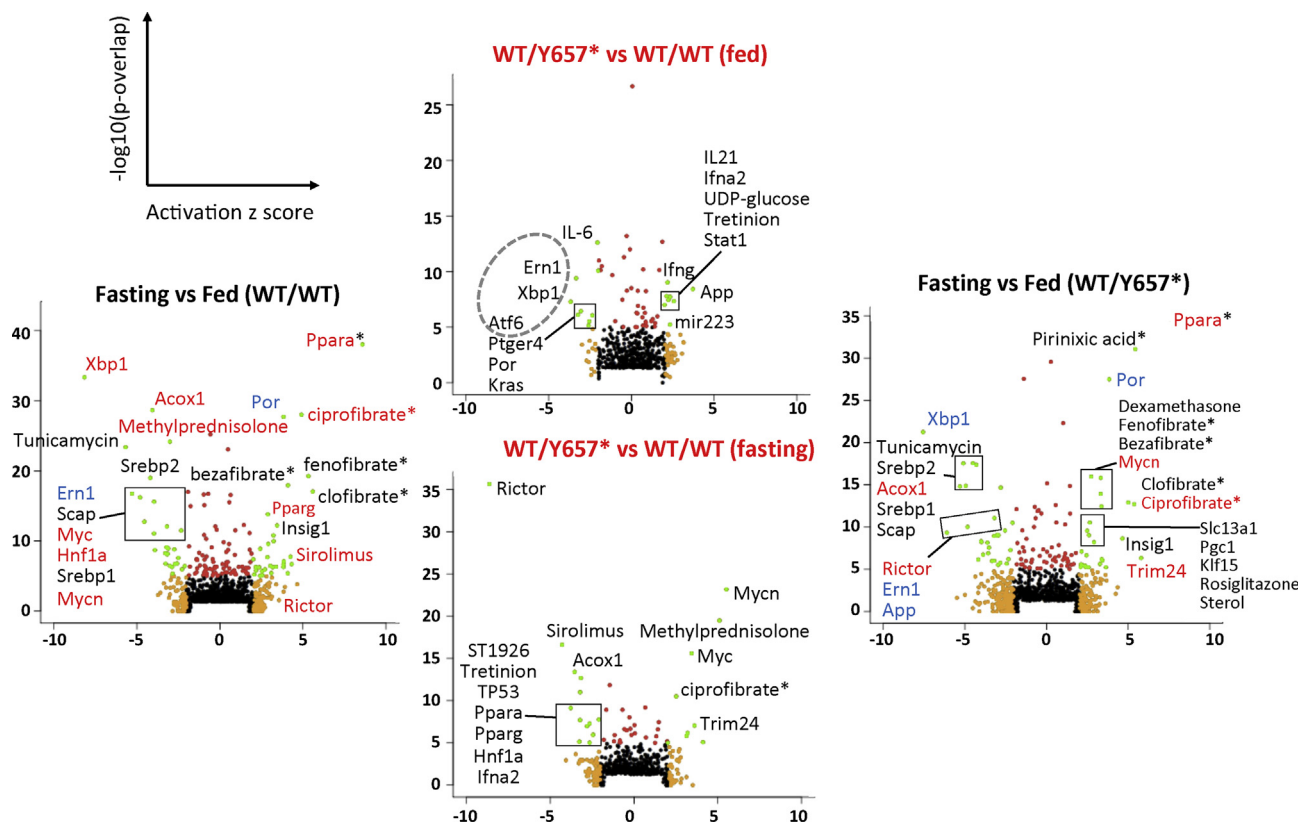 -log10(p-overlap)
Activation z score
WT/Y657* vs WT/WT (fed)
25
20
15
10
5
0
-10
-5
0
5
10
IL-6
Ern1
Xbp1
Atf6
Ptger4
Por
Kras
IL21
Ifna2
UDP-glucose
Tretinion
Stat1
Ifng
App
mir223
Fasting vs Fed (WT/WT)
40
30
20
10
0
-10
-5
0
5
10
Ppara*
Xbp1
Acox1
Por
ciprofibrate*
Methylprednisolone
Tunicamycin
Srebp2
bezafibrate*
fenofibrate*
clofibrate*
Ern1
Scap
Myc
Hnf1a
Srebp1
Mycn
Pparg
Insig1
Sirolimus
Rictor
WT/Y657* vs WT/WT (fasting)
35
30
25
20
15
10
5
0
-10
-5
0
5
10
Rictor
Mycn
Methylprednisolone
Myc
Sirolimus
Acox1
ciprofibrate*
Trim24
ST1926
Tretinion
TP53
Ppara
Pparg
Hnf1a
Ifna2
Fasting vs Fed (WT/Y657*)
35
30
25
20
15
10
5
0
-10
-5
0
5
10
Ppara*
Pirinixic acid*
Por
Xbp1
Dexamethasone
Fenofibrate*
Bezafibrate*
Mycn
Clofibrate*
Ciprofibrate*
Tunicamycin
Srebp2
Acox1
Srebp1
Scap
Rictor
Ern1
App
Insig1
Trim24
Slc13a1
Pgc1
Klf15
Rosiglitazone
Sterol